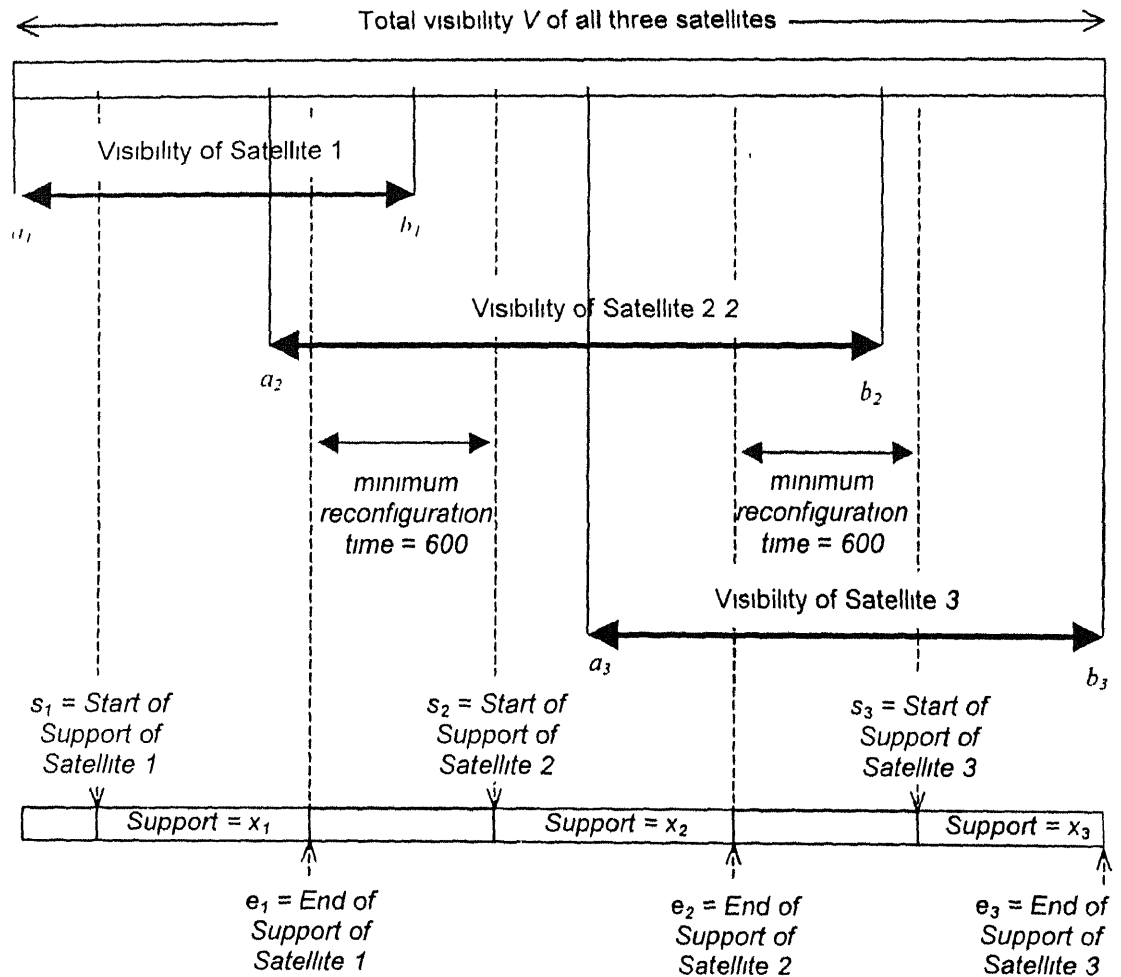 Total visibility V of all three satellites
Visibility of Satellite 1
a1
b1
Visibility of Satellite 2 2
a2
b2
minimum
reconfiguration
time = 600
minimum
reconfiguration
time = 600
Visibility of Satellite 3
a3
b3
s1 = Start of
Support of
Satellite 1
s2 = Start of
Support of
Satellite 2
s3 = Start of
Support of
Satellite 3
Support = x1
Support = x2
Support = x3
e1 = End of
Support of
Satellite 1
e2 = End of
Support of
Satellite 2
e3 = End of
Support of
Satellite 3